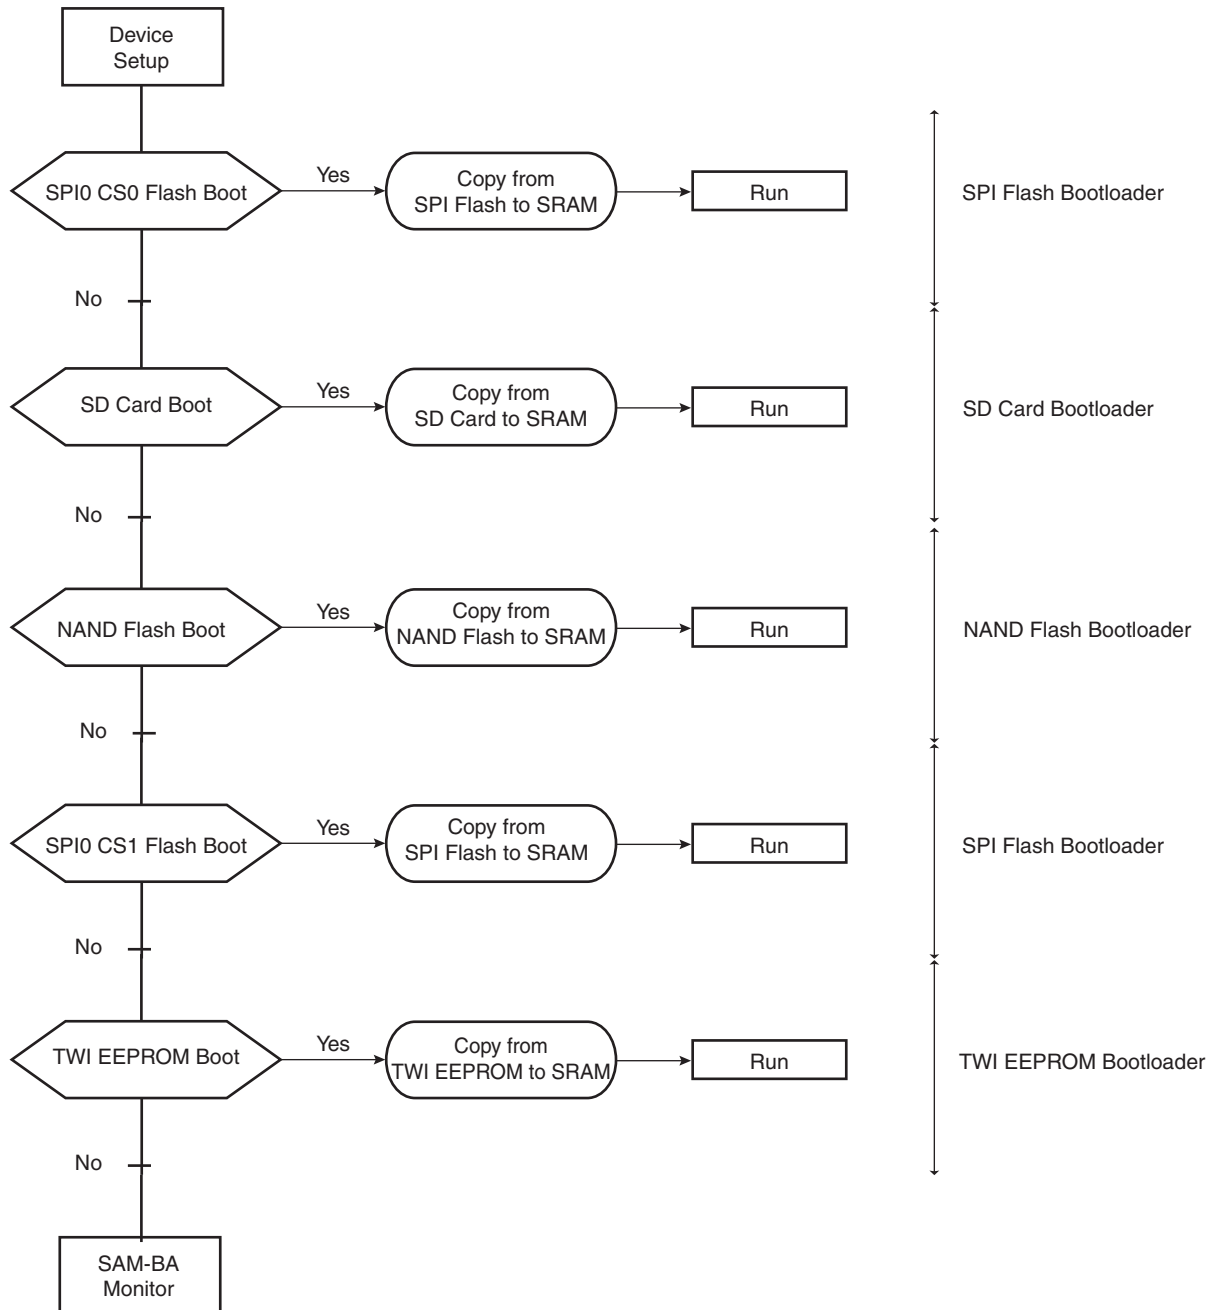 Device
Setup
SPI0 CS0 Flash Boot
Yes
Copy from
SPI Flash to SRAM
Run
SPI Flash Bootloader
No
SD Card Boot
Yes
Copy from
SD Card to SRAM
Run
SD Card Bootloader
No
NAND Flash Boot
Yes
Copy from
NAND Flash to SRAM
Run
NAND Flash Bootloader
No
SPI0 CS1 Flash Boot
Yes
Copy from
SPI Flash to SRAM
Run
SPI Flash Bootloader
No
TWI EEPROM Boot
Yes
Copy from
TWI EEPROM to SRAM
Run
TWI EEPROM Bootloader
No
SAM-BA
Monitor